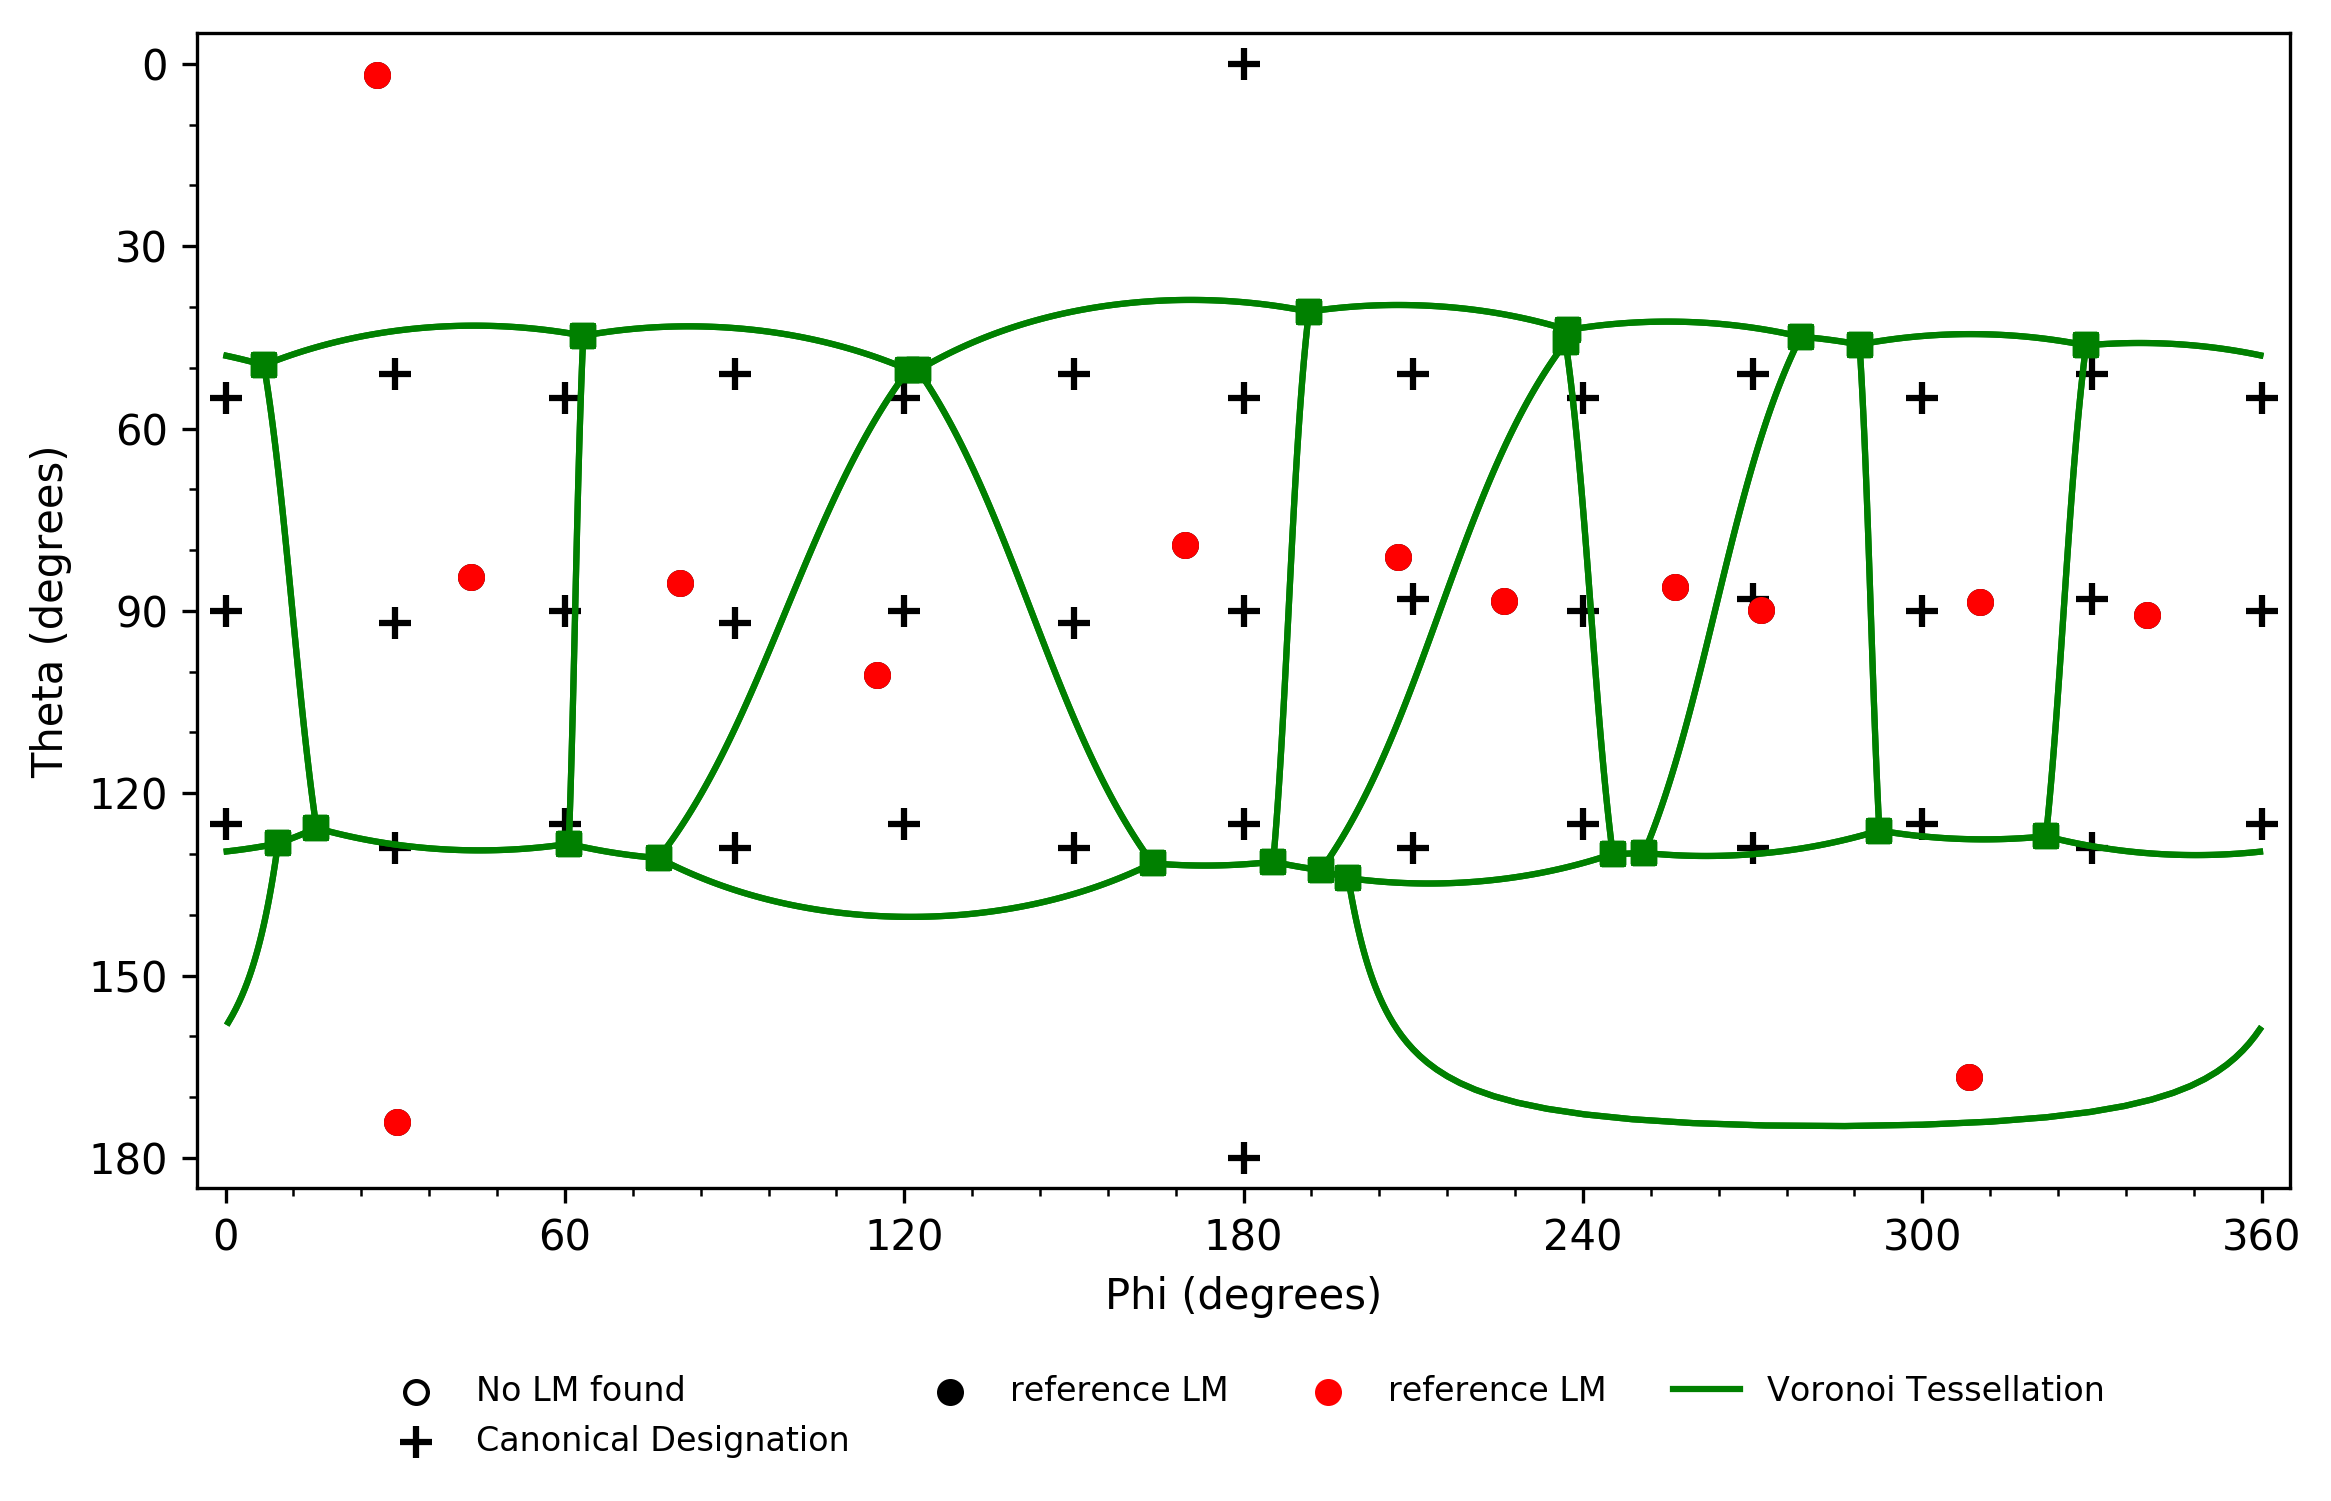 0
30
60
90
120
150
180
Theta (degrees)
0 60 120 180 240 300 360
Phi (degrees)
No LM found reference LM reference LM Voronoi Tessellation
Canonical Designation